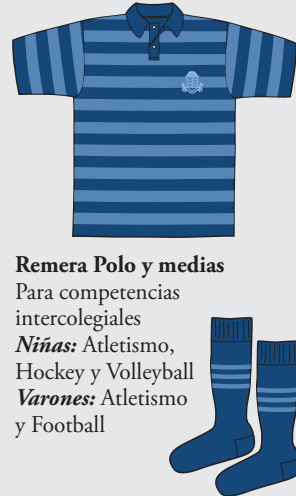 Remera Polo y medias
Para competencias
intercolegiales
Niñas: Atletismo,
Hockey y Volleyball
Varones: Atletismo
y Football